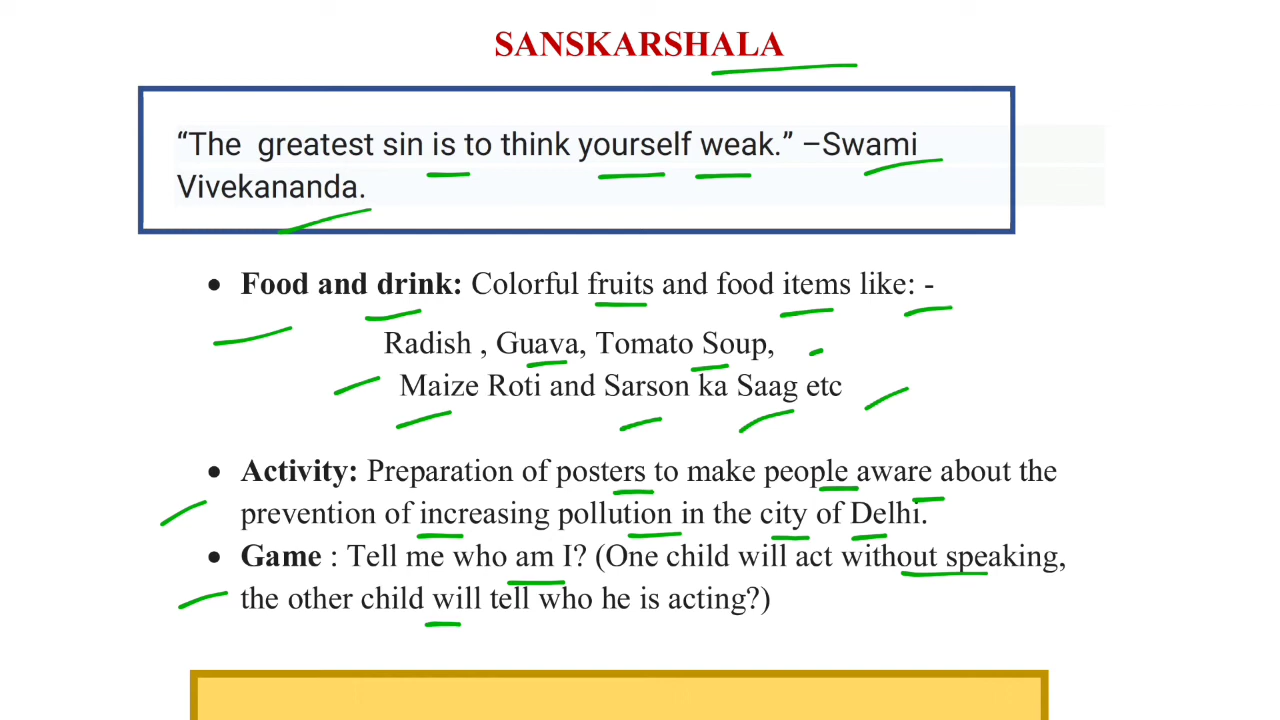 SANSKARSHALA
“The greatest sin is to think yourself weak.” –Swami
Vivekananda.
• Food and drink: Colorful fruits and food items like: -
Radish , Guava, Tomato Soup,
Maize Roti and Sarson ka Saag etc
• Activity: Preparation of posters to make people aware about the
prevention of increasing pollution in the city of Delhi.
• Game : Tell me who am I? (One child will act without speaking,
the other child will tell who he is acting?)